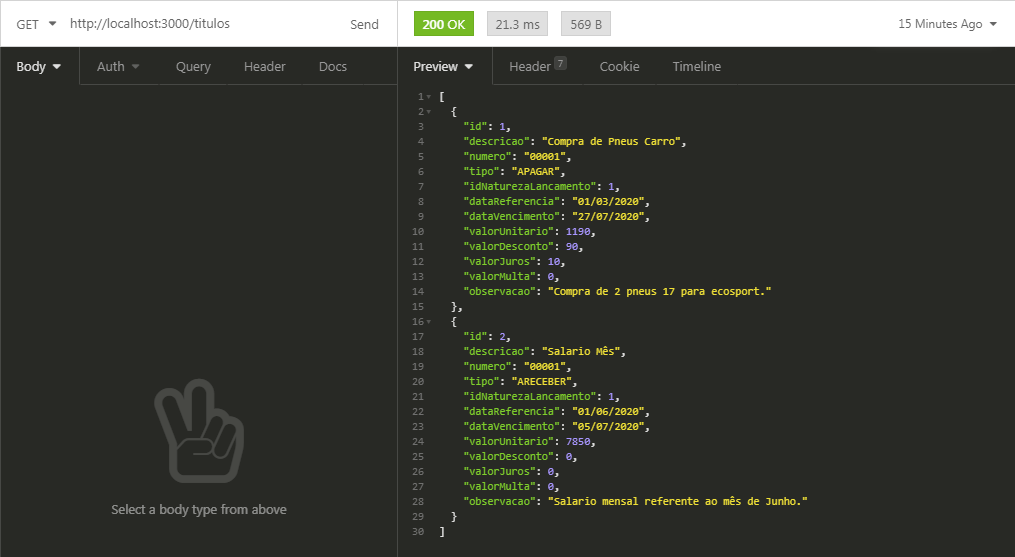 GET http://localhost:3000/titulos Send 200 OK 21.3 ms 569 B 15 Minutes Ago
Body Auth Query Header Docs Preview Header 7 Cookie Timeline
Select a body type from above
1 [
2 {
3 "id": 1,
4 "descricao": "Compra de Pneus Carro",
5 "numero": "00001",
6 "tipo": "APAGAR",
7 "idNaturezaLancamento": 1,
8 "dataReferencia": "01/03/2020",
9 "dataVencimento": "27/07/2020",
10 "valorUnitario": 1190,
11 "valorDesconto": 90,
12 "valorJuros": 10,
13 "valorMulta": 0,
14 "observacao": "Compra de 2 pneus 17 para ecosport."
15 },
16 {
17 "id": 2,
18 "descricao": "Salario Mês",
19 "numero": "00001",
20 "tipo": "ARECEBER",
21 "idNaturezaLancamento": 1,
22 "dataReferencia": "01/06/2020",
23 "dataVencimento": "05/07/2020",
24 "valorUnitario": 7850,
25 "valorDesconto": 0,
26 "valorJuros": 0,
27 "valorMulta": 0,
28 "observacao": "Salario mensal referente ao mês de Junho."
29 }
30 ]